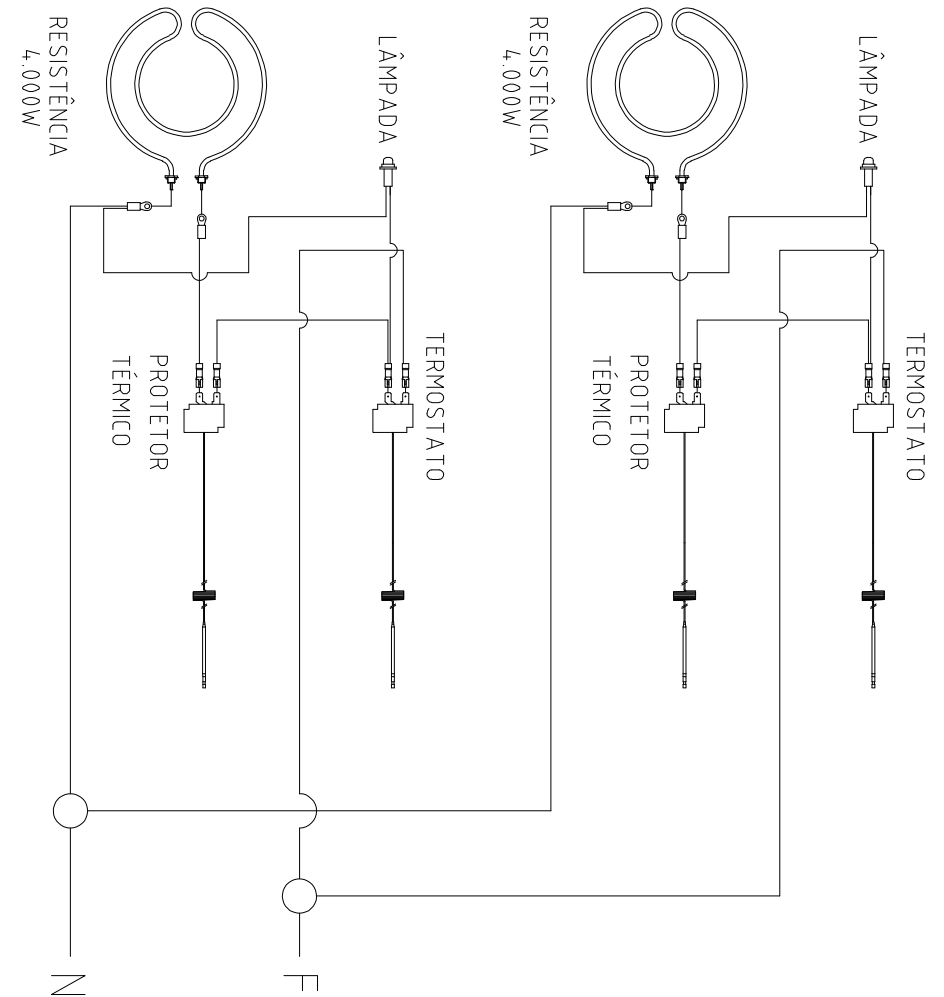 RESISTÊNCIA
4.000W
LÂMPADA
RESISTÊNCIA
4.000W
LÂMPADA
PROTETOR
TÉRMICO
TERMOSTATO
PROTETOR
TÉRMICO
TERMOSTATO
N
F